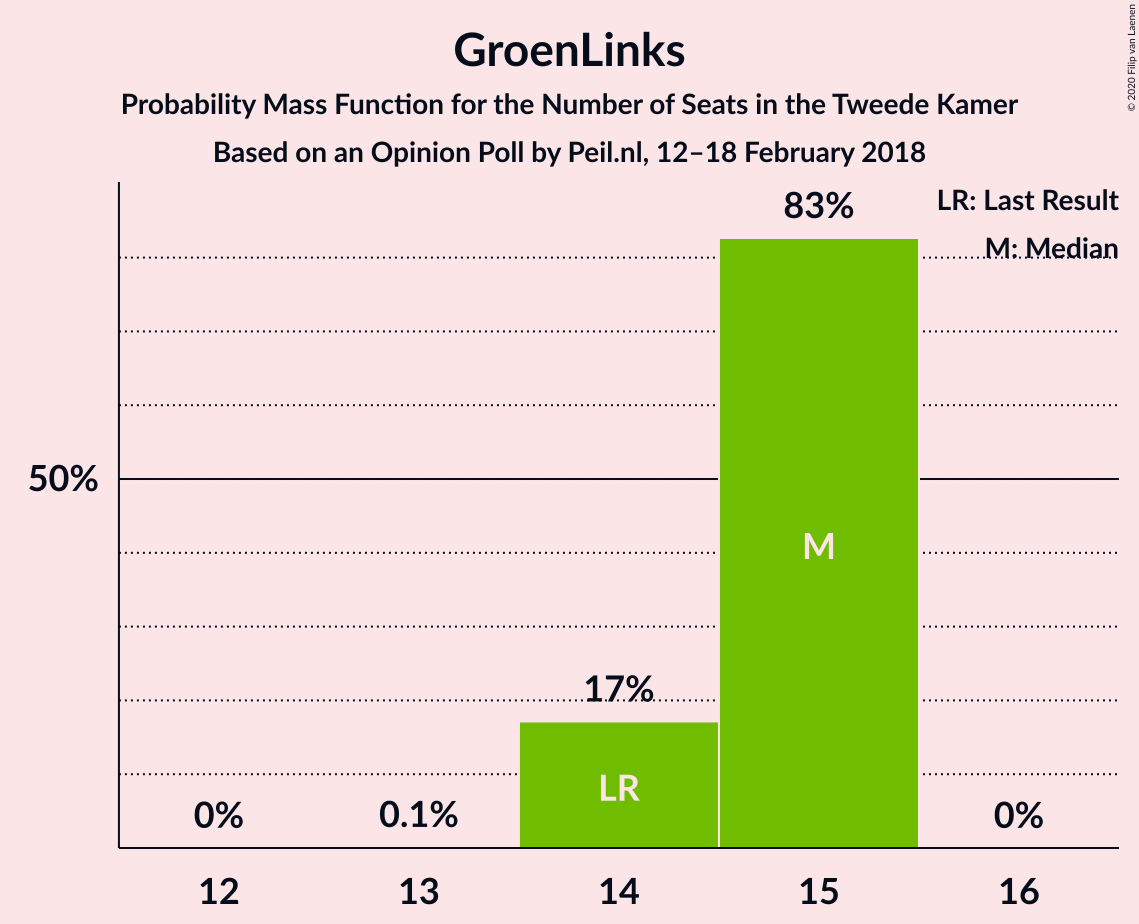 GroenLinks
Probability Mass Function for the Number of Seats in the Tweede Kamer
Based on an Opinion Poll by Peil.nl, 12–18 February 2018
© 2020 Filip van Laenen
LR: Last Result
M: Median
83%
50%
M
17%
LR
0%
0.1%
0%
12
13
14
15
16